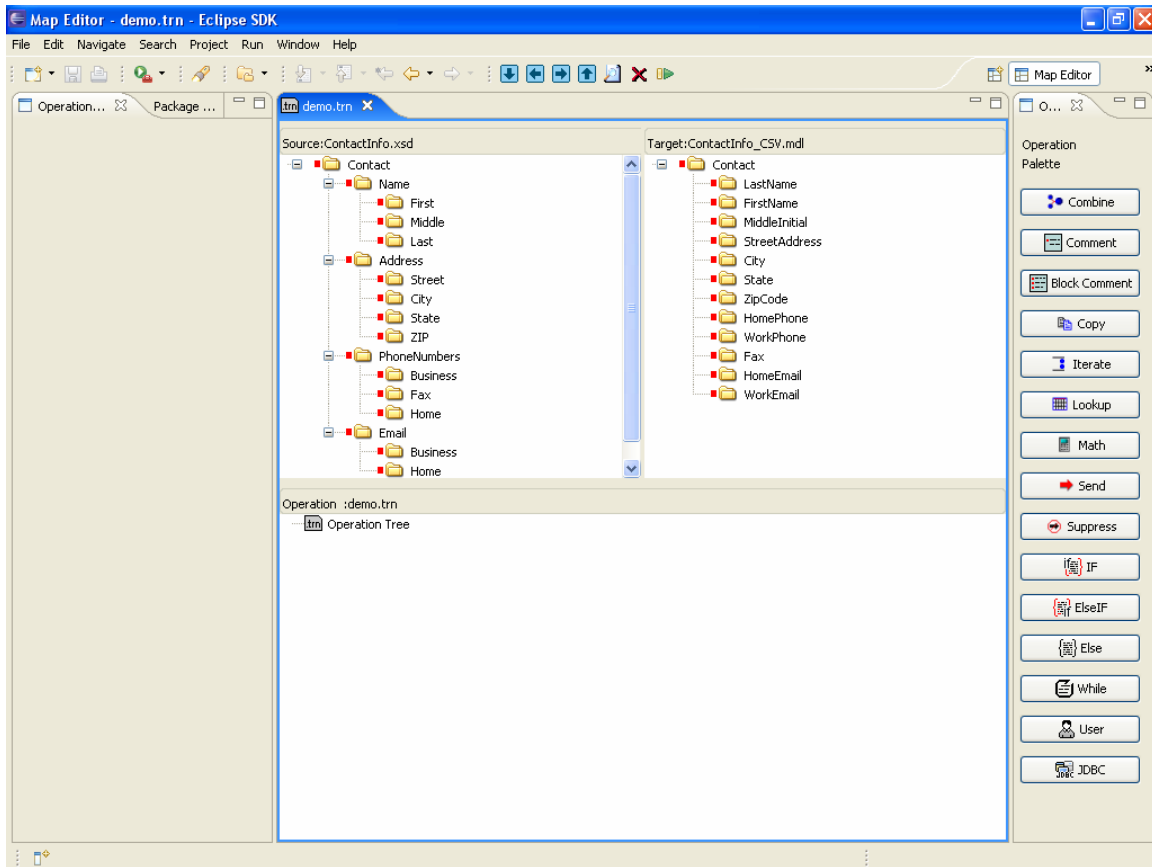 Map Editor - demo.trn - Eclipse SDK
File Edit Navigate Search Project Run Window Help
Map Editor
»
Operation...
Package ...
.trn demo.trn
O...
Source:ContactInfo.xsd
Contact
Name
First
Middle
Last
Address
Street
City
State
ZIP
PhoneNumbers
Business
Fax
Home
Email
Business
Home
Target:ContactInfo_CSV.mdl
Contact
LastName
FirstName
MiddleInitial
StreetAddress
City
State
ZipCode
HomePhone
WorkPhone
Fax
HomeEmail
WorkEmail
Operation :demo.trn
.trn Operation Tree
Operation
Palette
Combine
Comment
Block Comment
Copy
Iterate
Lookup
Math
Send
Suppress
IF
ElseIF
Else
While
User
JDBC